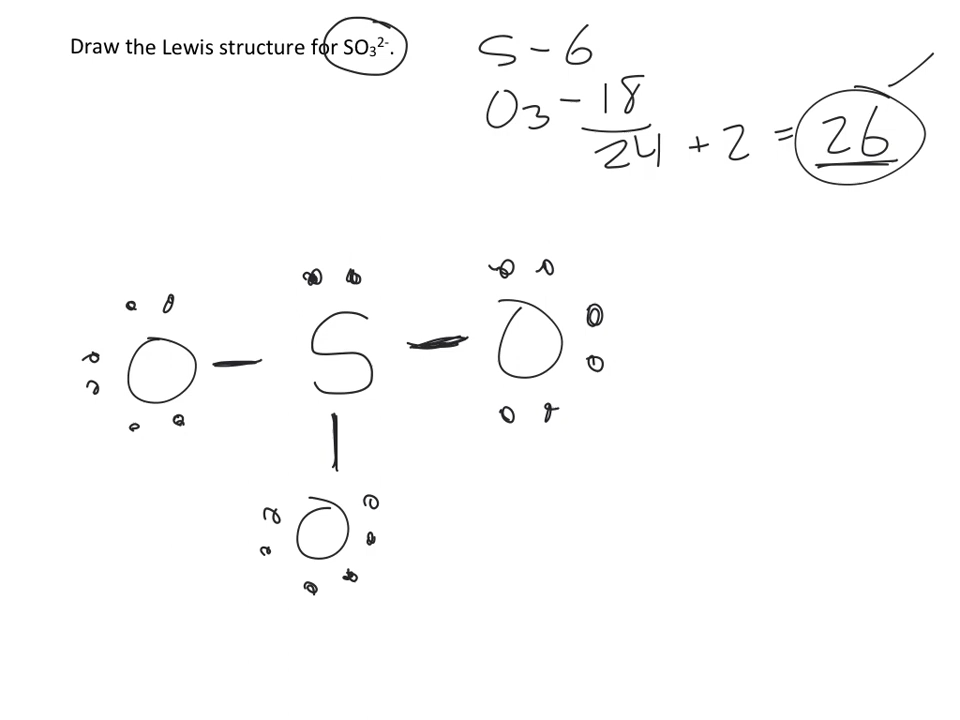 Draw the Lewis structure for SO₃²⁻.
S - 6
O₃ - 18
24 + 2 = 26
O - S - O
O